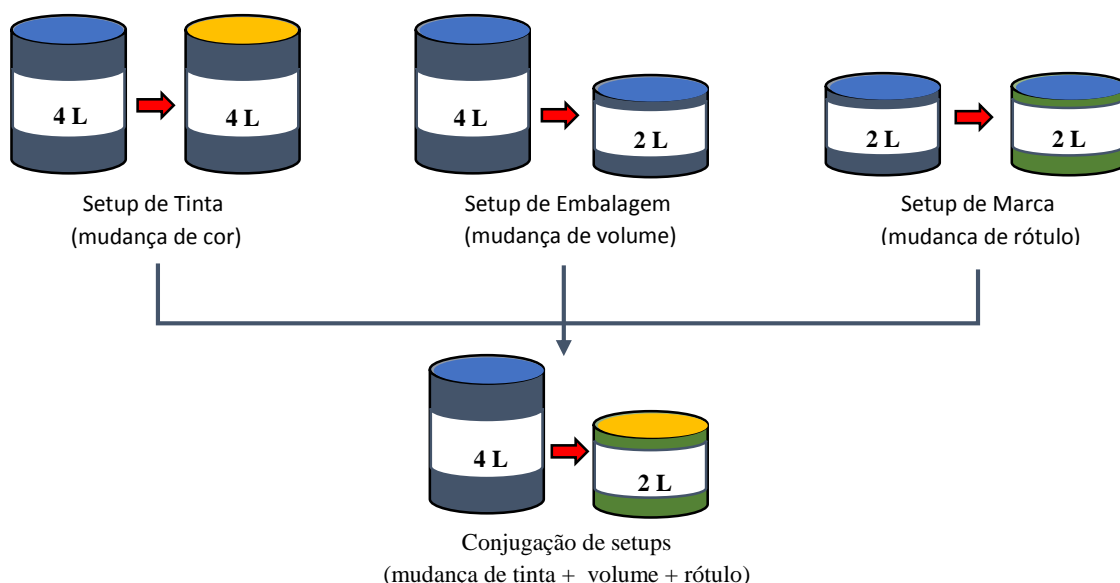 4 L
4 L
4 L
2 L
2 L
2 L
Setup de Tinta
(mudança de cor)
Setup de Embalagem
(mudança de volume)
Setup de Marca
(mudanca de rótulo)
4 L
2 L
Conjugação de setups
(mudanca de tinta + volume + rótulo)